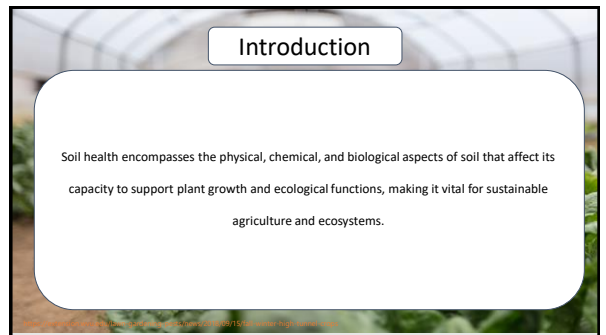 Introduction
Soil health encompasses the physical, chemical, and biological aspects of soil that affect its
capacity to support plant growth and ecological functions, making it vital for sustainable
agriculture and ecosystems.